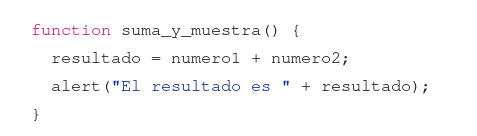 function suma_y_muestra() {
  resultado = numero1 + numero2;
  alert("El resultado es " + resultado);
}